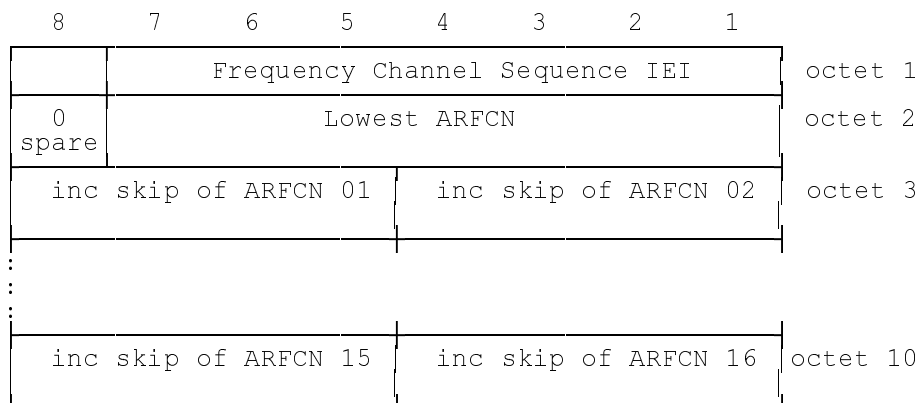 8 7 6 5 4 3 2 1
Frequency Channel Sequence IEI octet 1
0 Lowest ARFCN octet 2
spare
inc skip of ARFCN 01 inc skip of ARFCN 02 octet 3
:
:
:
inc skip of ARFCN 15 inc skip of ARFCN 16 octet 10